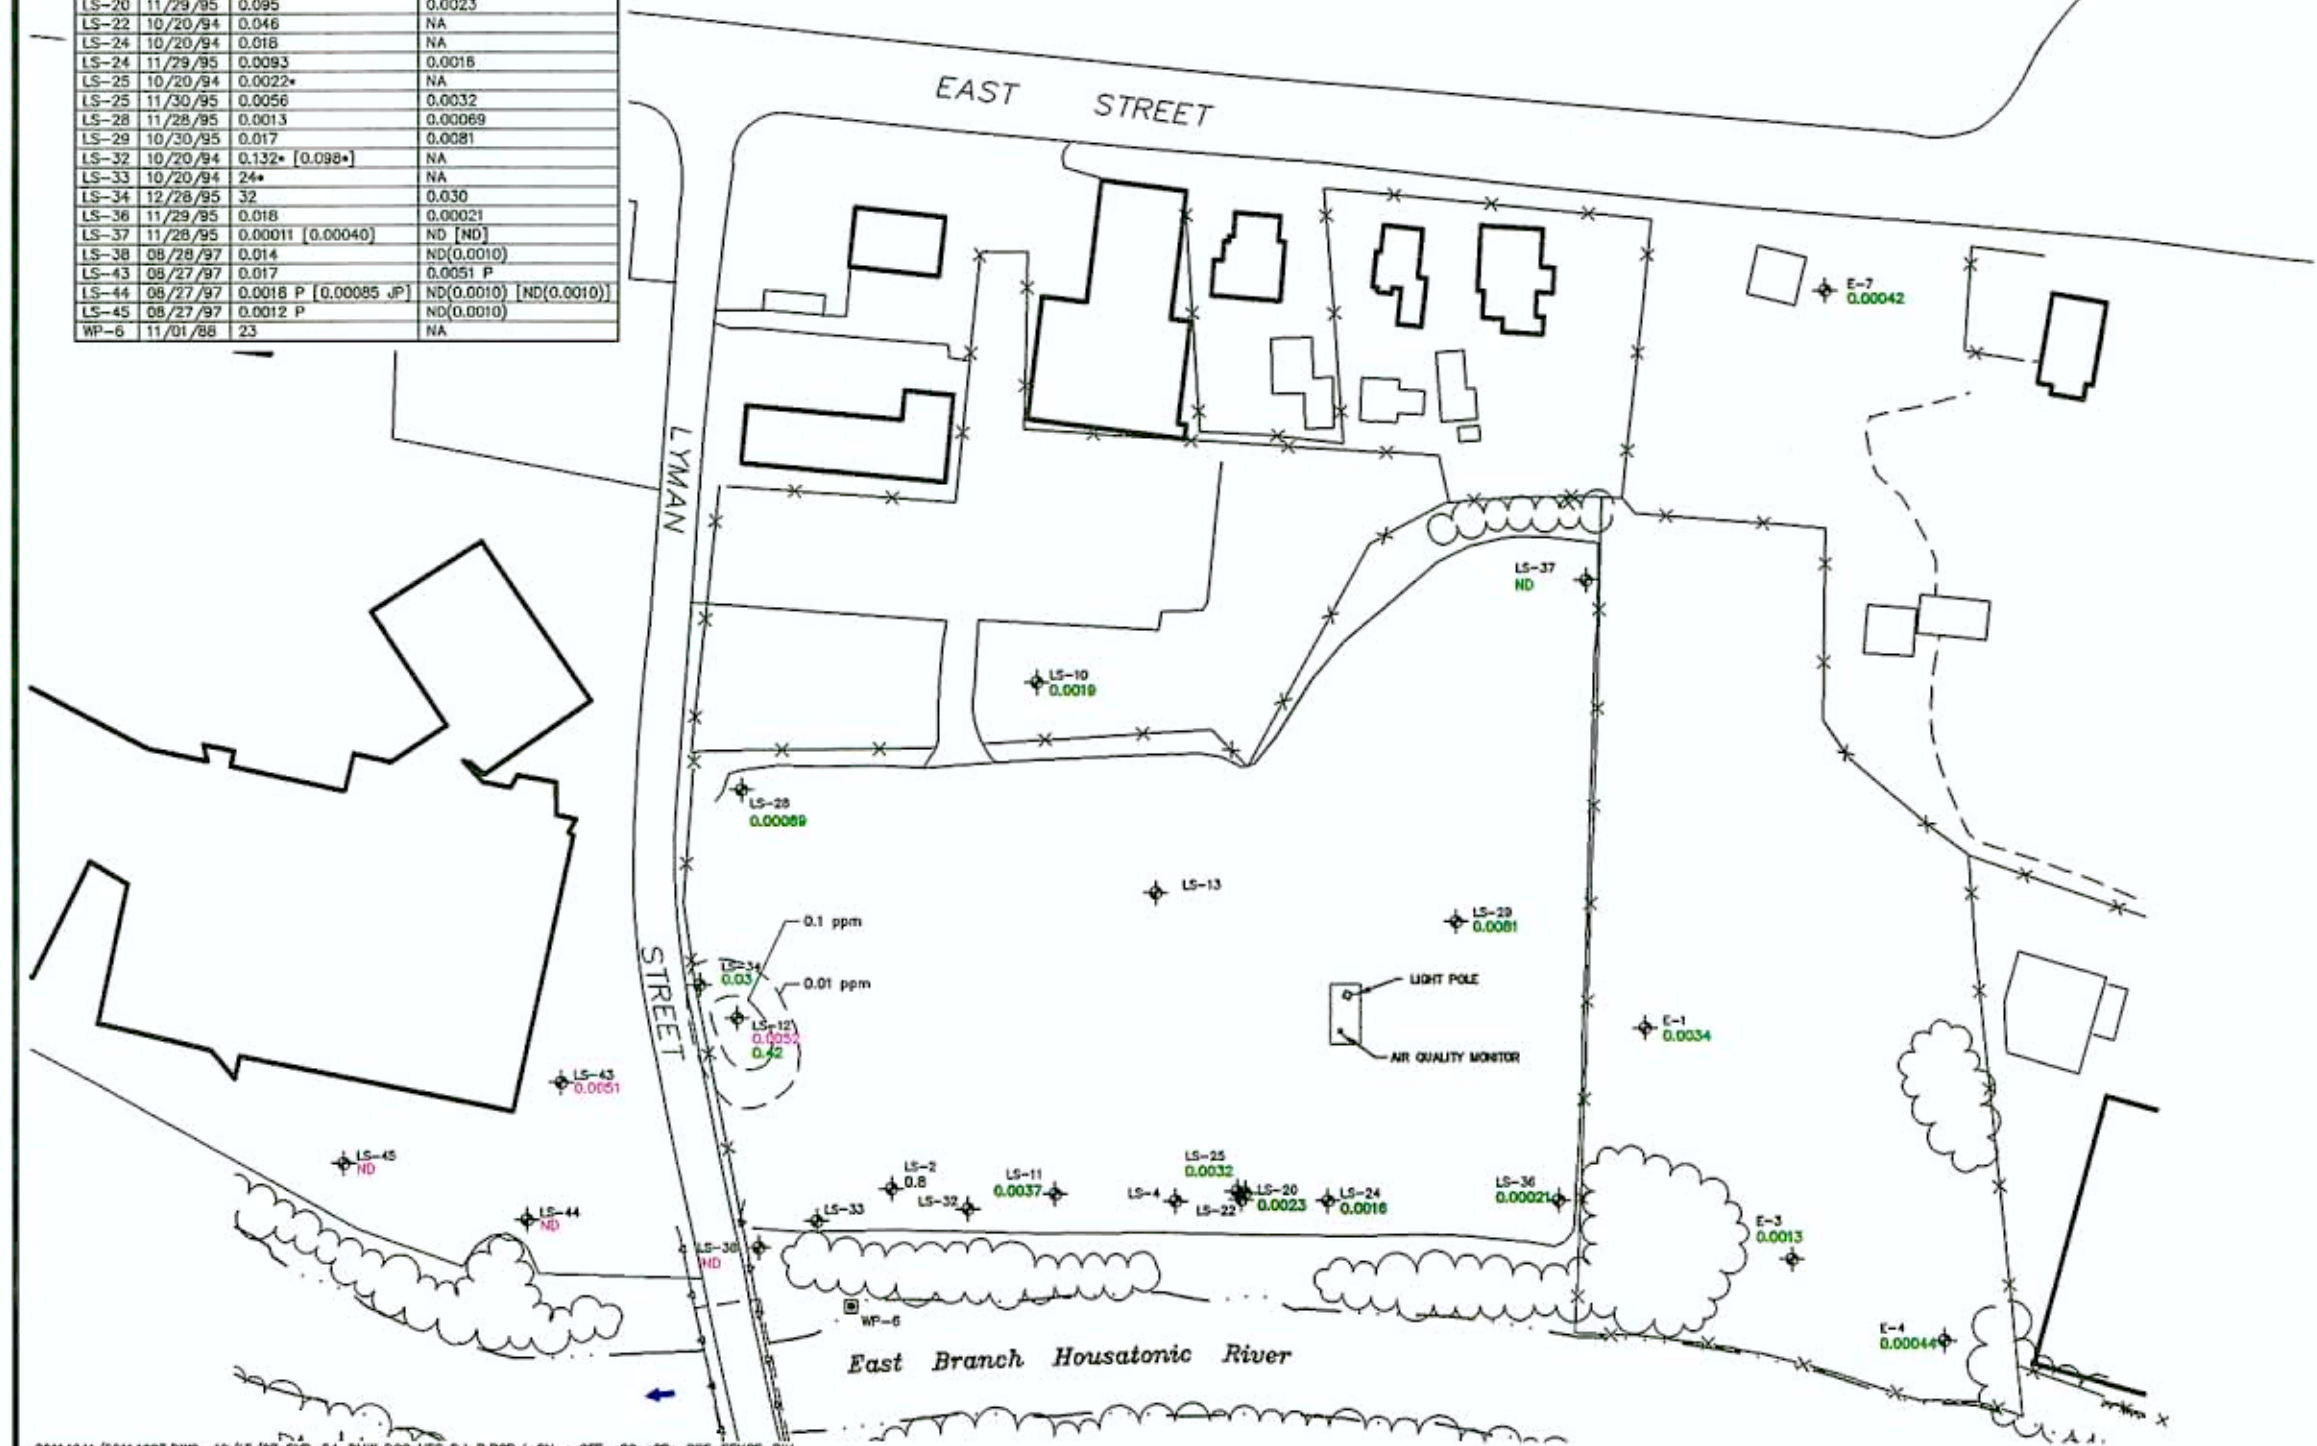 LS-20 11/29/95 0.095 0.0023
LS-22 10/20/94 0.046 NA
LS-24 10/20/94 0.018 NA
LS-24 11/29/95 0.0093 0.0016
LS-25 10/20/94 0.0022* NA
LS-25 11/30/95 0.0056 0.0032
LS-28 11/28/95 0.0013 0.00069
LS-29 10/30/95 0.017 0.0081
LS-32 10/20/94 0.132* [0.098*] NA
LS-33 10/20/94 24* NA
LS-34 12/28/95 32 0.030
LS-36 11/29/95 0.018 0.00021
LS-37 11/28/95 0.00011 [0.00040] ND [ND]
LS-38 08/28/97 0.014 ND(0.0010)
LS-43 08/27/97 0.017 0.0051 P
LS-44 08/27/97 0.0018 P [0.00085 JP] ND(0.0010) [ND(0.0010)]
LS-45 08/27/97 0.0012 P ND(0.0010)
WP-6 11/01/88 23 NA
EAST STREET
E-7
0.00042
LYMAN
STREET
LS-37
ND
LS-10
0.0019
LS-28
0.00069
LS-13
LS-29
0.0081
0.1 ppm
LS-34
0.03
0.01 ppm
LIGHT POLE
LS-12
0.0052
0.42
E-1
0.0034
AIR QUALITY MONITOR
LS-43
0.0051
LS-45
ND
LS-44
ND
LS-2
0.8
LS-11
0.0037
LS-25
0.0032
LS-32
LS-4
LS-20
0.0023
LS-22
LS-24
0.0016
LS-36
0.00021
LS-33
E-3
0.0013
LS-38
ND
WP-6
E-4
0.00044
East Branch Housatonic River